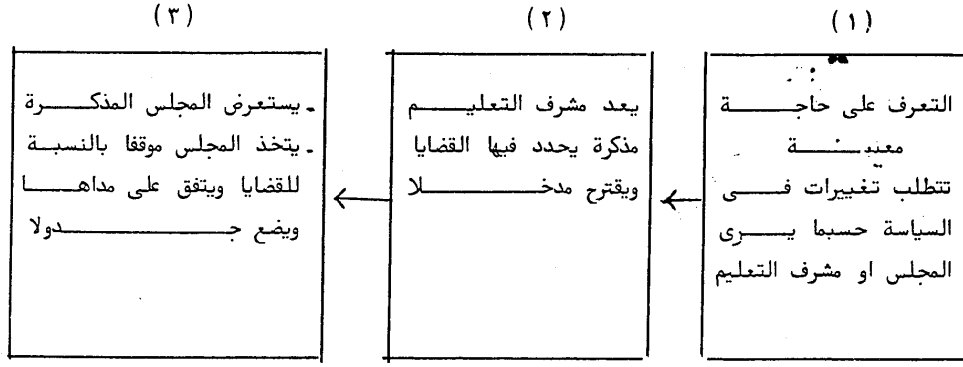 (١)
التعرف على حاجة
معينة
تتطلب تغييرات فى
السياسة حسبما يرى
المجلس او مشرف التعليم
(٢)
يعد مشرف التعليم
مذكرة يحدد فيها القضايا
ويقترح مدخلا
(٣)
. يستعرض المجلس المذكرة
. يتخذ المجلس موقفا بالنسبة
للقضايا ويتفق على مداها
ويضع جدولا